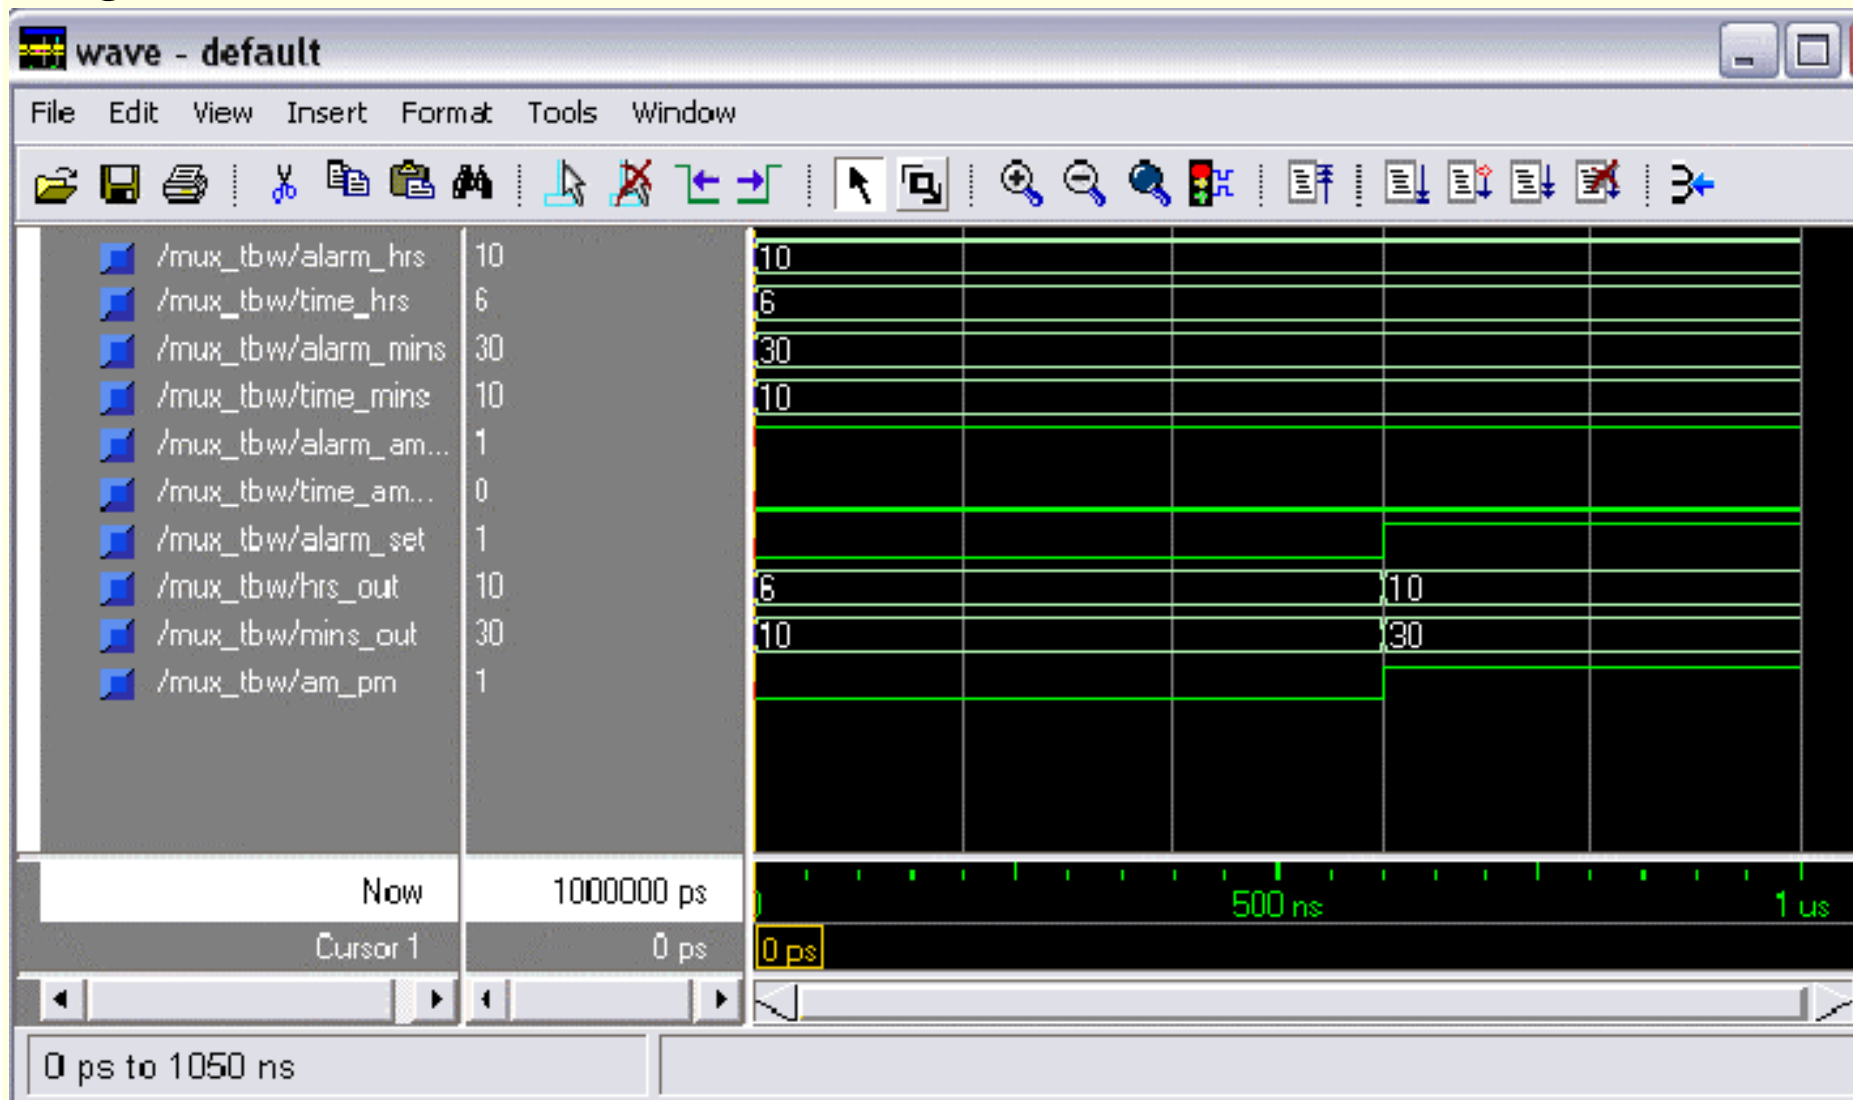 wave - default
File Edit View Insert Format Tools Window
/mux_tbw/alarm_hrs 10 10
/mux_tbw/time_hrs 6 6
/mux_tbw/alarm_mins 30 30
/mux_tbw/time_mins 10 10
/mux_tbw/alarm_am... 1
/mux_tbw/time_am... 0
/mux_tbw/alarm_set 1
/mux_tbw/hrs_out 10 6 10
/mux_tbw/mins_out 30 10 30
/mux_tbw/am_pm 1
Now 1000000 ps 500 ns 1 us
Cursor 1 0 ps 0 ps
0 ps to 1050 ns